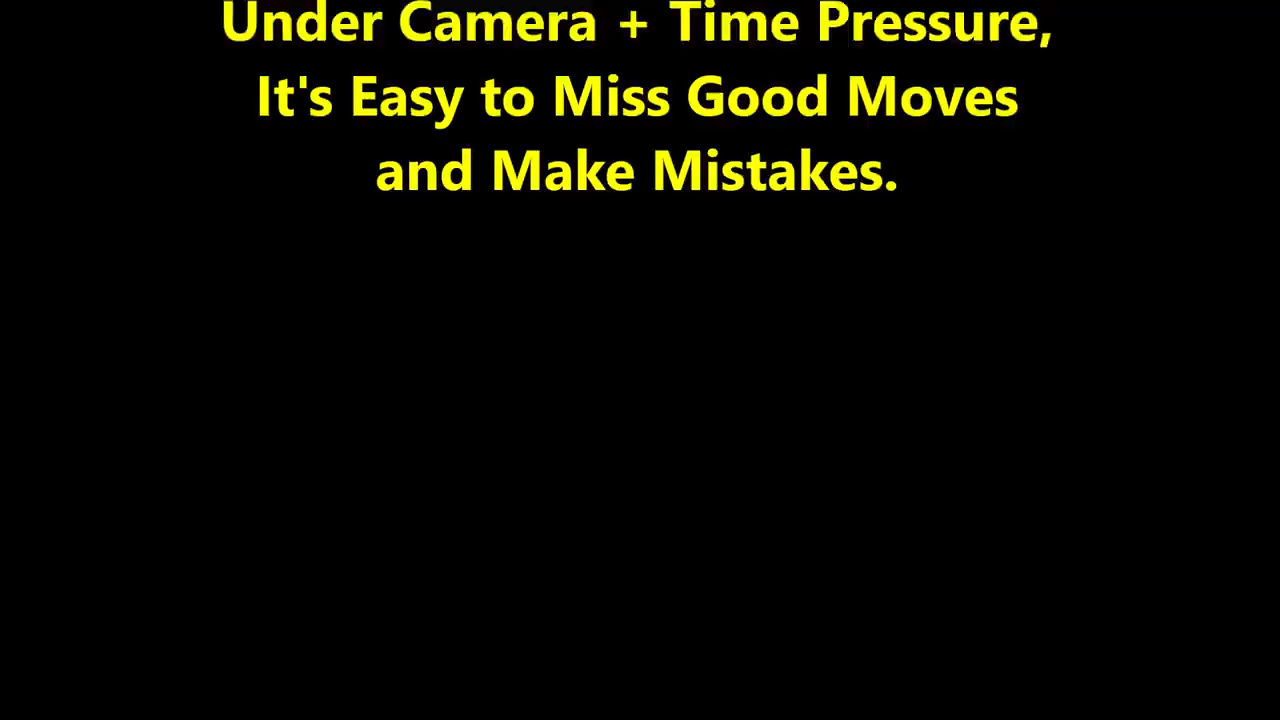 Under Camera + Time Pressure,
It's Easy to Miss Good Moves
and Make Mistakes.